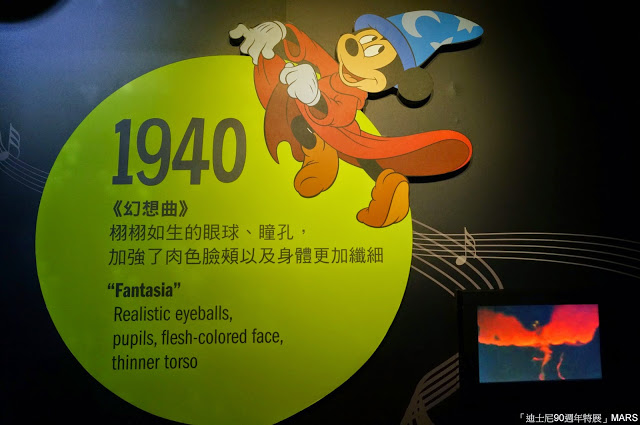 1940
《幻想曲》
栩栩如生的眼球、瞳孔，
加強了肉色臉頰以及身體更加纖細
“Fantasia”
Realistic eyeballs,
pupils, flesh-colored face,
thinner torso
「迪士尼90週年特展」MARS